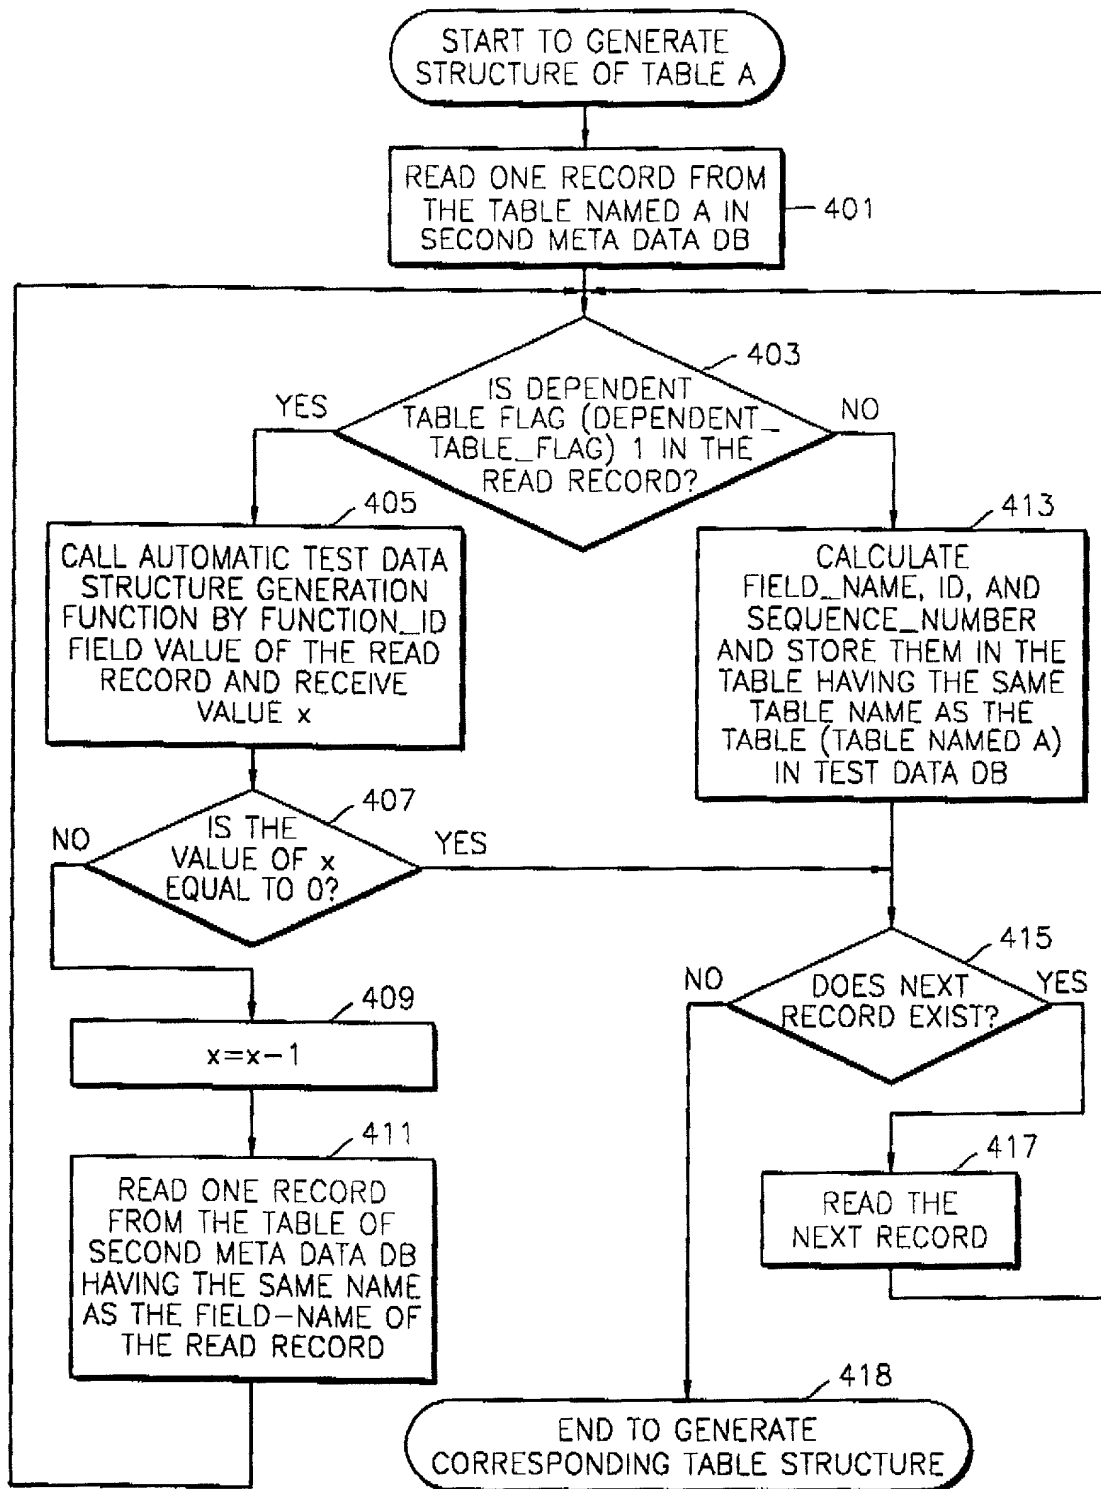 START TO GENERATE
STRUCTURE OF TABLE A
READ ONE RECORD FROM
THE TABLE NAMED A IN
SECOND META DATA DB
401
403
IS DEPENDENT
TABLE FLAG (DEPENDENT_
TABLE_FLAG) 1 IN THE
READ RECORD?
YES
NO
405
CALL AUTOMATIC TEST DATA
STRUCTURE GENERATION
FUNCTION BY FUNCTION_ID
FIELD VALUE OF THE READ
RECORD AND RECEIVE
VALUE x
413
CALCULATE
FIELD_NAME, ID, AND
SEQUENCE_NUMBER
AND STORE THEM IN THE
TABLE HAVING THE SAME
TABLE NAME AS THE
TABLE (TABLE NAMED A)
IN TEST DATA DB
407
IS THE
VALUE OF x
EQUAL TO 0?
NO
YES
415
DOES NEXT
RECORD EXIST?
NO
YES
409
x=x-1
411
READ ONE RECORD
FROM THE TABLE OF
SECOND META DATA DB
HAVING THE SAME NAME
AS THE FIELD-NAME OF
THE READ RECORD
417
READ THE
NEXT RECORD
418
END TO GENERATE
CORRESPONDING TABLE STRUCTURE